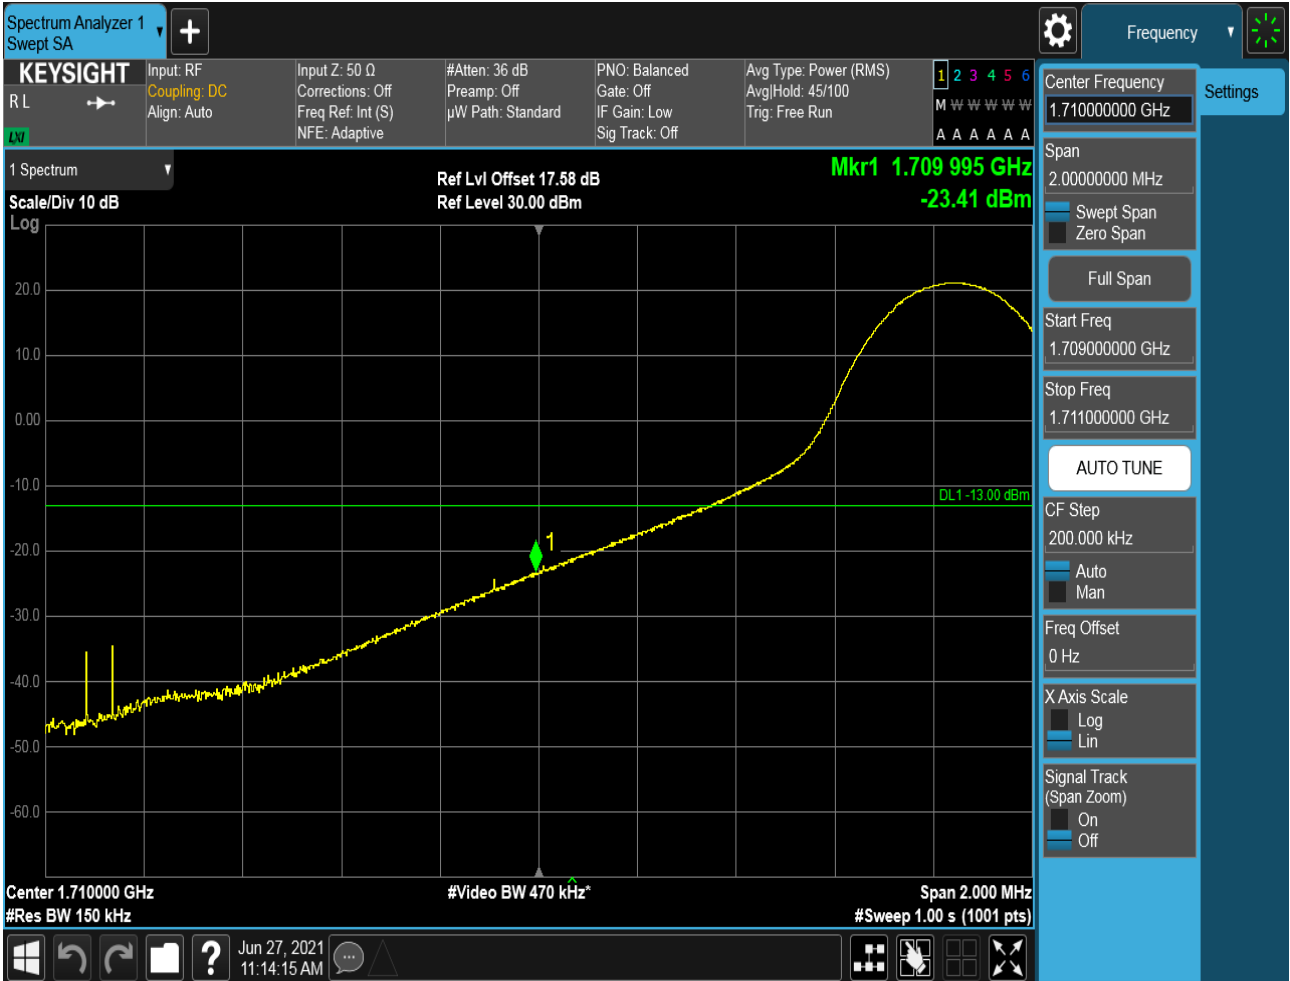 Spectrum Analyzer 1
Swept SA
Frequency
KEYSIGHT
R L
LXI
Input: RF
Coupling: DC
Align: Auto
Input Z: 50 Ω
Corrections: Off
Freq Ref: Int (S)
NFE: Adaptive
#Atten: 36 dB
Preamp: Off
µW Path: Standard
PNO: Balanced
Gate: Off
IF Gain: Low
Sig Track: Off
Avg Type: Power (RMS)
Avg|Hold: 45/100
Trig: Free Run
1 2 3 4 5 6
M W W W W W
A A A A A A
1 Spectrum
Scale/Div 10 dB
Log
Ref Lvl Offset 17.58 dB
Ref Level 30.00 dBm
Mkr1 1.709 995 GHz
-23.41 dBm
20.0
10.0
0.00
-10.0
-20.0
-30.0
-40.0
-50.0
-60.0
DL1 -13.00 dBm
1
Center 1.710000 GHz
#Res BW 150 kHz
#Video BW 470 kHz*
Span 2.000 MHz
#Sweep 1.00 s (1001 pts)
Jun 27, 2021
11:14:15 AM
Center Frequency
1.710000000 GHz
Settings
Span
2.00000000 MHz
Swept Span
Zero Span
Full Span
Start Freq
1.709000000 GHz
Stop Freq
1.711000000 GHz
AUTO TUNE
CF Step
200.000 kHz
Auto
Man
Freq Offset
0 Hz
X Axis Scale
Log
Lin
Signal Track
(Span Zoom)
On
Off